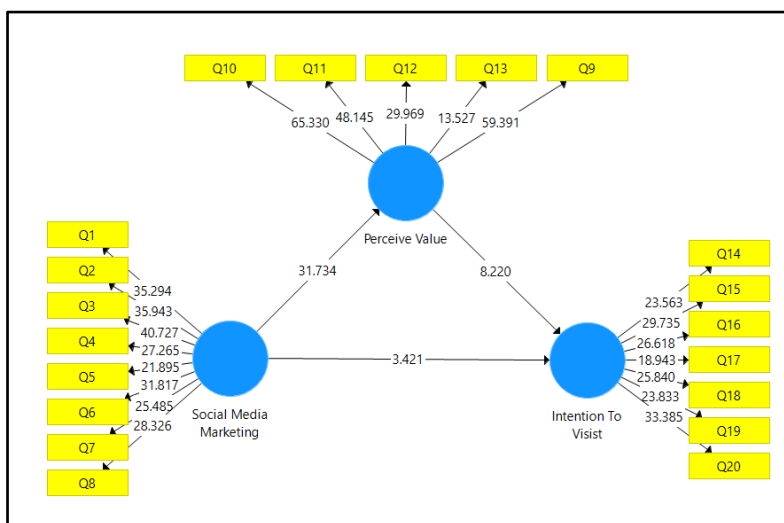 Q10 Q11 Q12 Q13 Q9
65.330 48.145 29.969 13.527 59.391
Perceive Value
31.734
8.220
3.421
Q1
Q2
Q3
Q4
Q5
Q6
Q7
Q8
35.294
35.943
40.727
27.265
21.895
31.817
25.485
28.326
Social Media
Marketing
Q14
Q15
Q16
Q17
Q18
Q19
Q20
23.563
29.735
26.618
18.943
25.840
23.833
33.385
Intention To
Visist